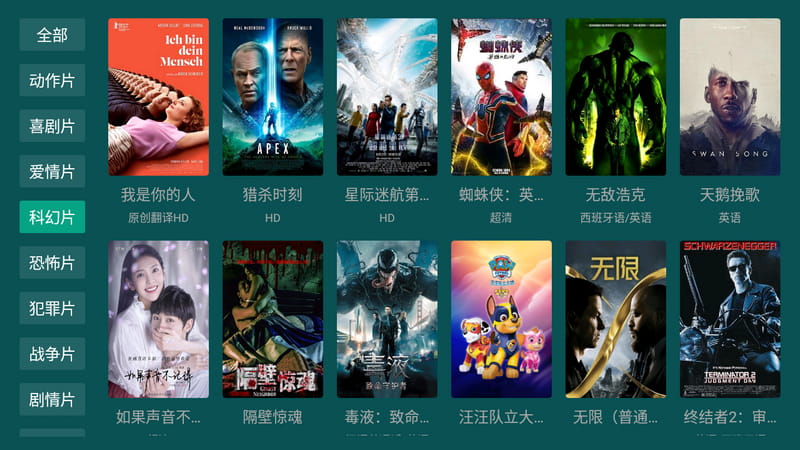 全部
动作片
喜剧片
爱情片
科幻片
恐怖片
犯罪片
战争片
剧情片
Ich bin
dein
Mensch
NEAL McDONOUGH
BRUCE WILLIS
APEX
蜘蛛侠
SWAN SONG
我是你的人
猎杀时刻
星际迷航第...
蜘蛛侠：英...
无敌浩克
天鹅挽歌
原创翻译HD
HD
HD
超清
西班牙语/英语
英语
如果声音不记得
隔壁惊魂
毒液
致命守护者
无限
SCHWARZENEGGER
TERMINATOR 2
JUDGMENT DAY
如果声音不...
隔壁惊魂
毒液：致命...
汪汪队立大...
无限（普通...
终结者2：审...